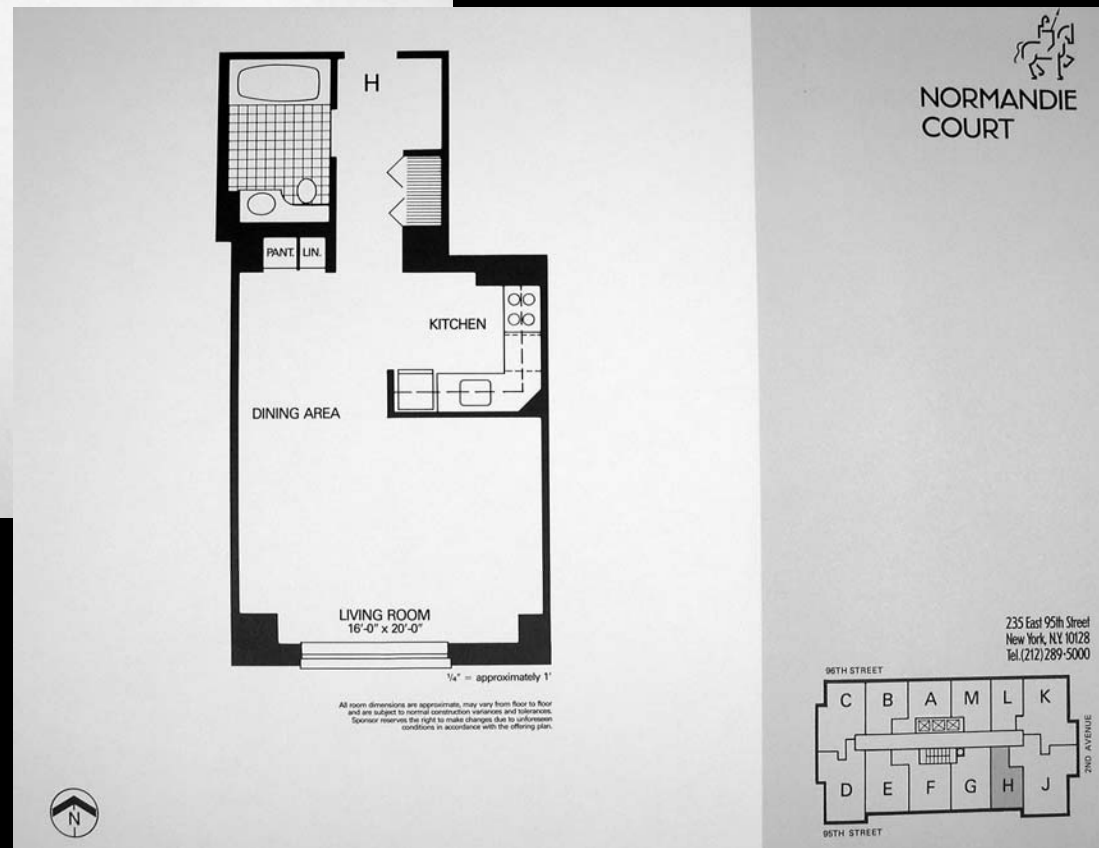 H
PANT. LIN.
KITCHEN
DINING AREA
LIVING ROOM
16'-0" x 20'-0"
1/4" = approximately 1'
All room dimensions are approximate, may vary from floor to floor
and are subject to normal construction variances and tolerances.
Sponsor reserves the right to make changes due to unforeseen
conditions in accordance with the offering plan.
N
NORMANDIE
COURT
235 East 95th Street
New York, N.Y. 10128
Tel.(212)289-5000
96TH STREET
C B A M L K
2ND AVENUE
D E F G H J
95TH STREET